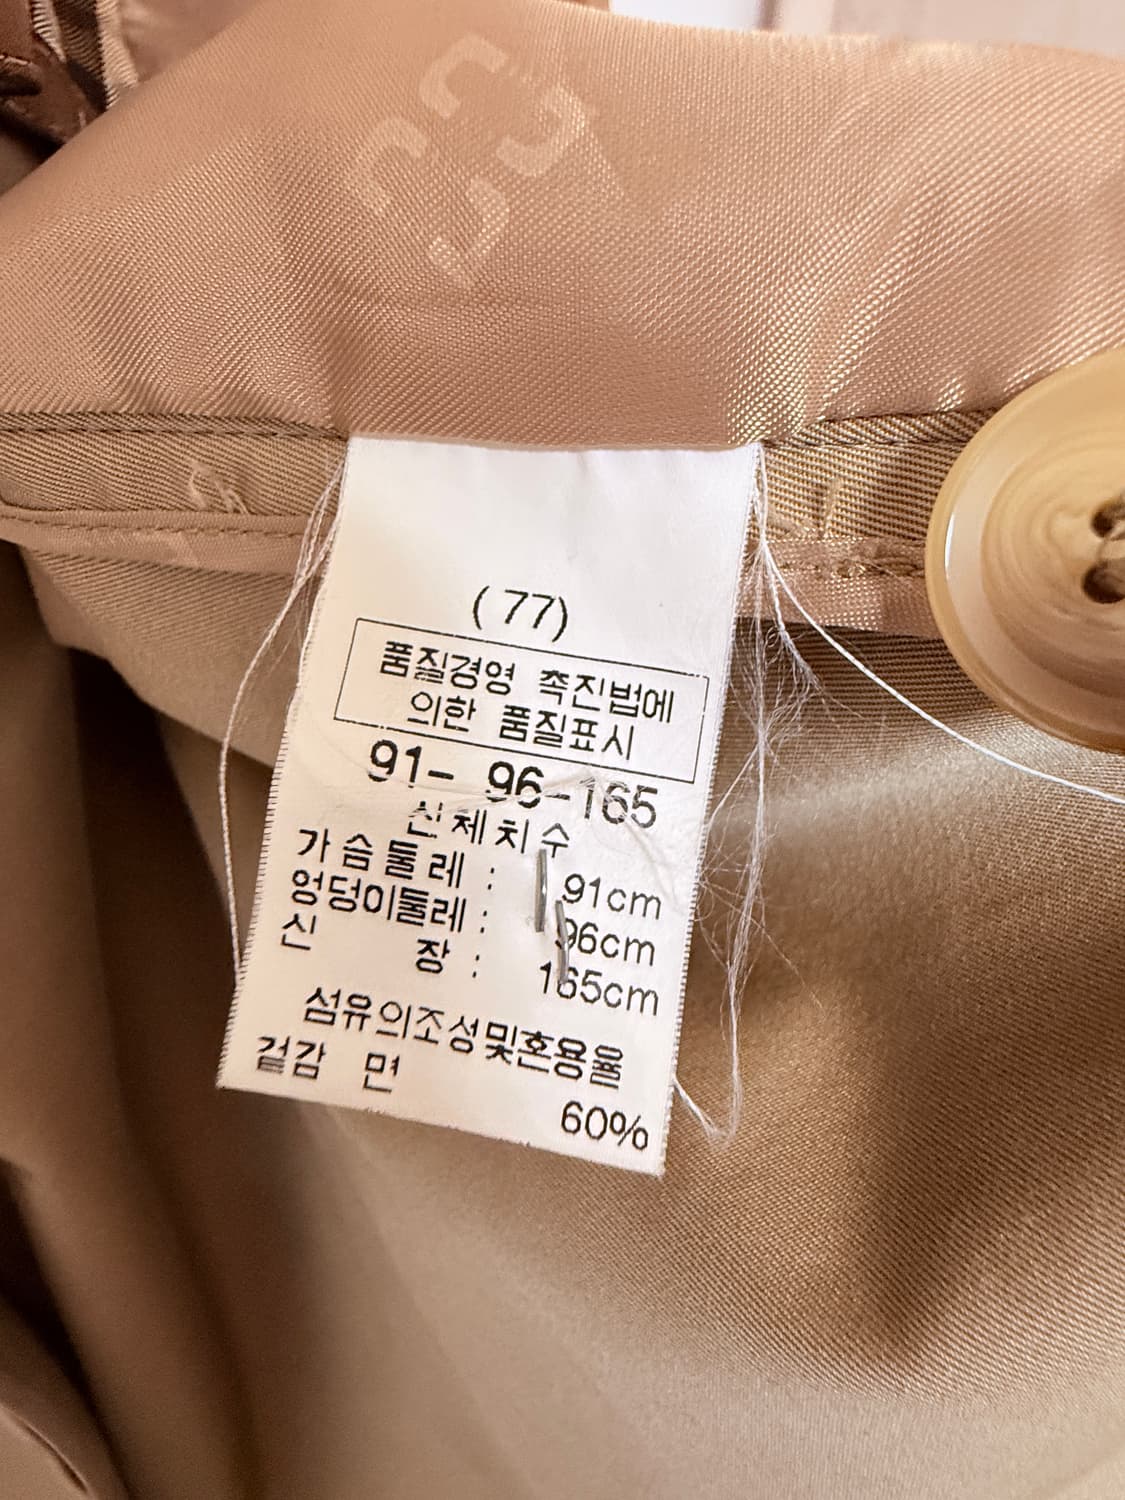 (77)
품질경영 촉진법에
의한 품질표시
91- 96-165
신체치수
가슴둘레 : 91cm
엉덩이둘레 : 96cm
신 장 : 165cm
섬유의조성및혼용율
겉감 면
60%